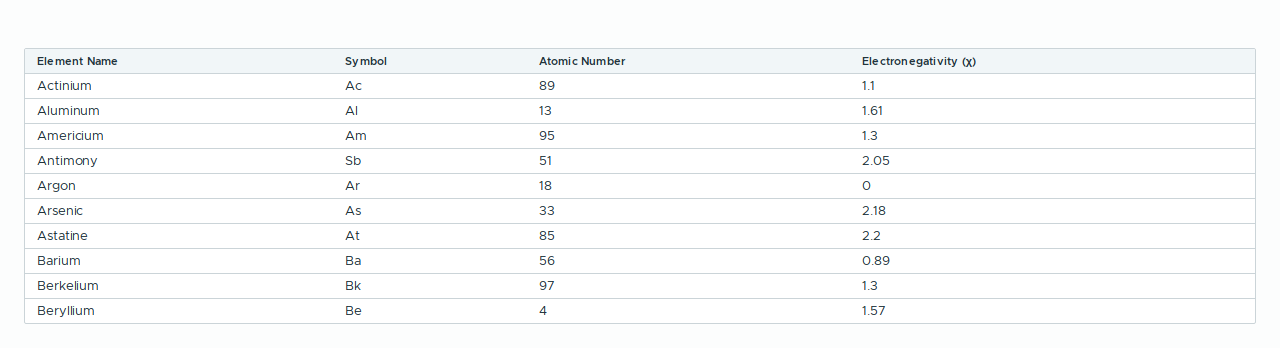 Element Name Symbol Atomic Number Electronegativity (χ)
Actinium Ac 89 1.1
Aluminum Al 13 1.61
Americium Am 95 1.3
Antimony Sb 51 2.05
Argon Ar 18 0
Arsenic As 33 2.18
Astatine At 85 2.2
Barium Ba 56 0.89
Berkelium Bk 97 1.3
Beryllium Be 4 1.57